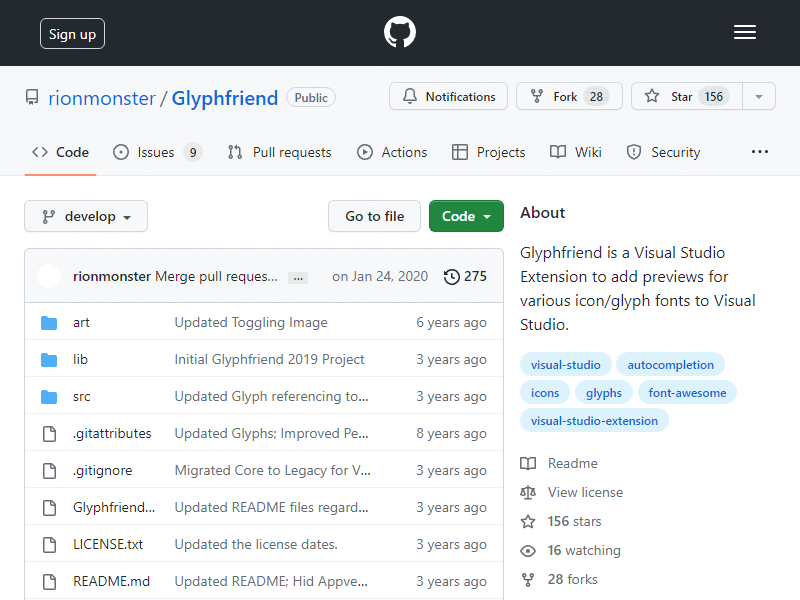 Sign up
rionmonster / Glyphfriend Public
Notifications Fork 28 Star 156
Code Issues 9 Pull requests Actions Projects Wiki Security ...
develop Go to file Code
rionmonster Merge pull reques... ... on Jan 24, 2020 275
art Updated Toggling Image 6 years ago
lib Initial Glyphfriend 2019 Project 3 years ago
src Updated Glyph referencing to... 3 years ago
.gitattributes Updated Glyphs; Improved Pe... 8 years ago
.gitignore Migrated Core to Legacy for V... 3 years ago
Glyphfriend... Updated README files regard... 3 years ago
LICENSE.txt Updated the license dates. 3 years ago
README.md Updated README; Hid Appve... 3 years ago
About
Glyphfriend is a Visual Studio
Extension to add previews for
various icon/glyph fonts to Visual
Studio.
visual-studio autocompletion
icons glyphs font-awesome
visual-studio-extension
Readme
View license
156 stars
16 watching
28 forks